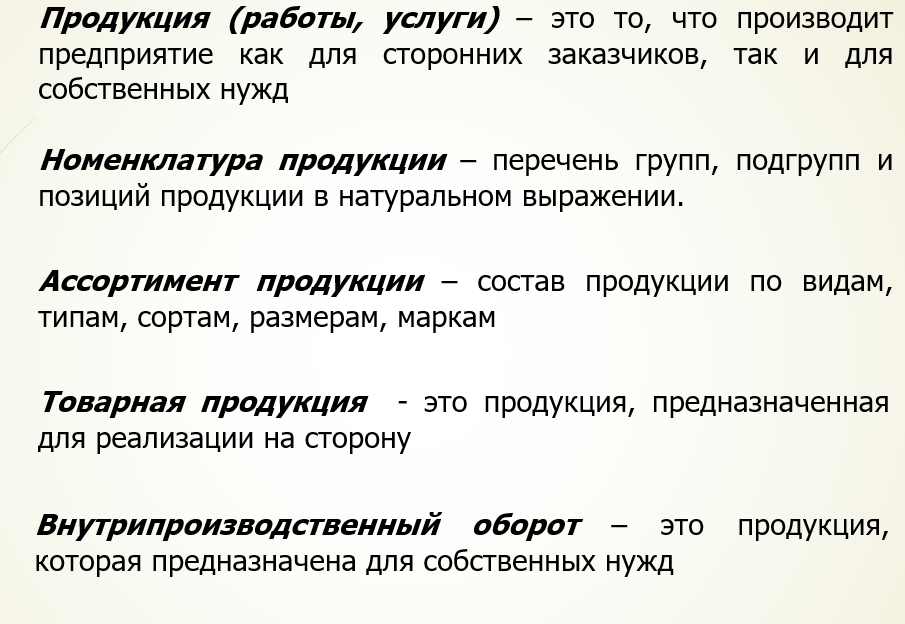 Продукция (работы, услуги) – это то, что производит
предприятие как для сторонних заказчиков, так и для
собственных нужд
Номенклатура продукции – перечень групп, подгрупп и
позиций продукции в натуральном выражении.
Ассортимент продукции – состав продукции по видам,
типам, сортам, размерам, маркам
Товарная продукция - это продукция, предназначенная
для реализации на сторону
Внутрипроизводственный оборот – это продукция,
которая предназначена для собственных нужд